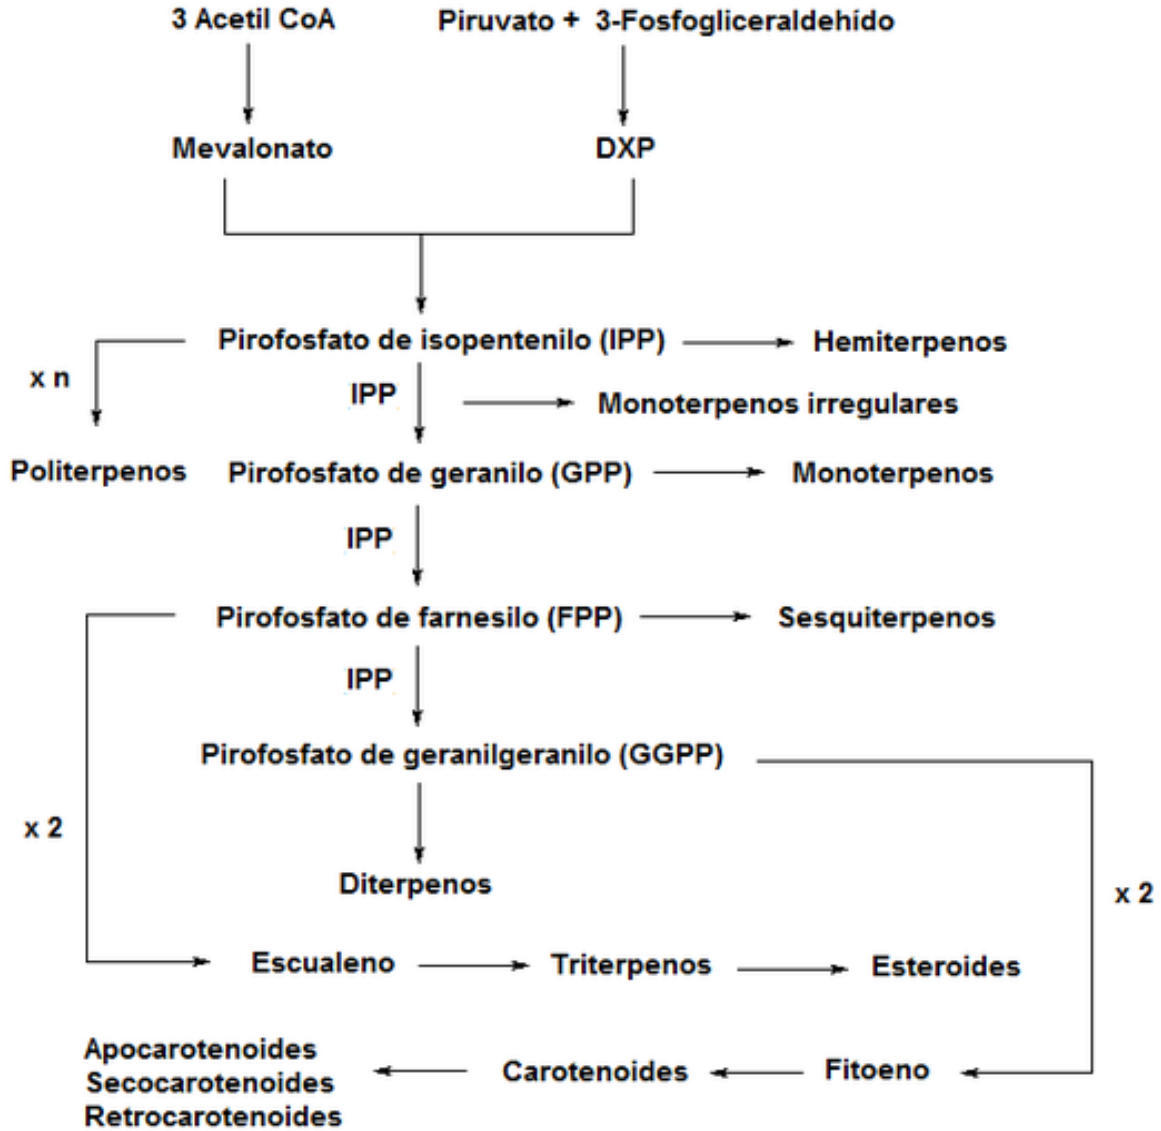 3 Acetil CoA
Piruvato + 3-Fosfogliceraldehído
Mevalonato
DXP
Pirofosfato de isopentenilo (IPP)
Hemiterpenos
x n
IPP
Monoterpenos irregulares
Politerpenos
Pirofosfato de geranilo (GPP)
Monoterpenos
IPP
Pirofosfato de farnesilo (FPP)
Sesquiterpenos
IPP
Pirofosfato de geranilgeranilo (GGPP)
x 2
Diterpenos
x 2
Escualeno
Triterpenos
Esteroides
Apocarotenoides
Secocarotenoides
Retrocarotenoides
Carotenoides
Fitoeno